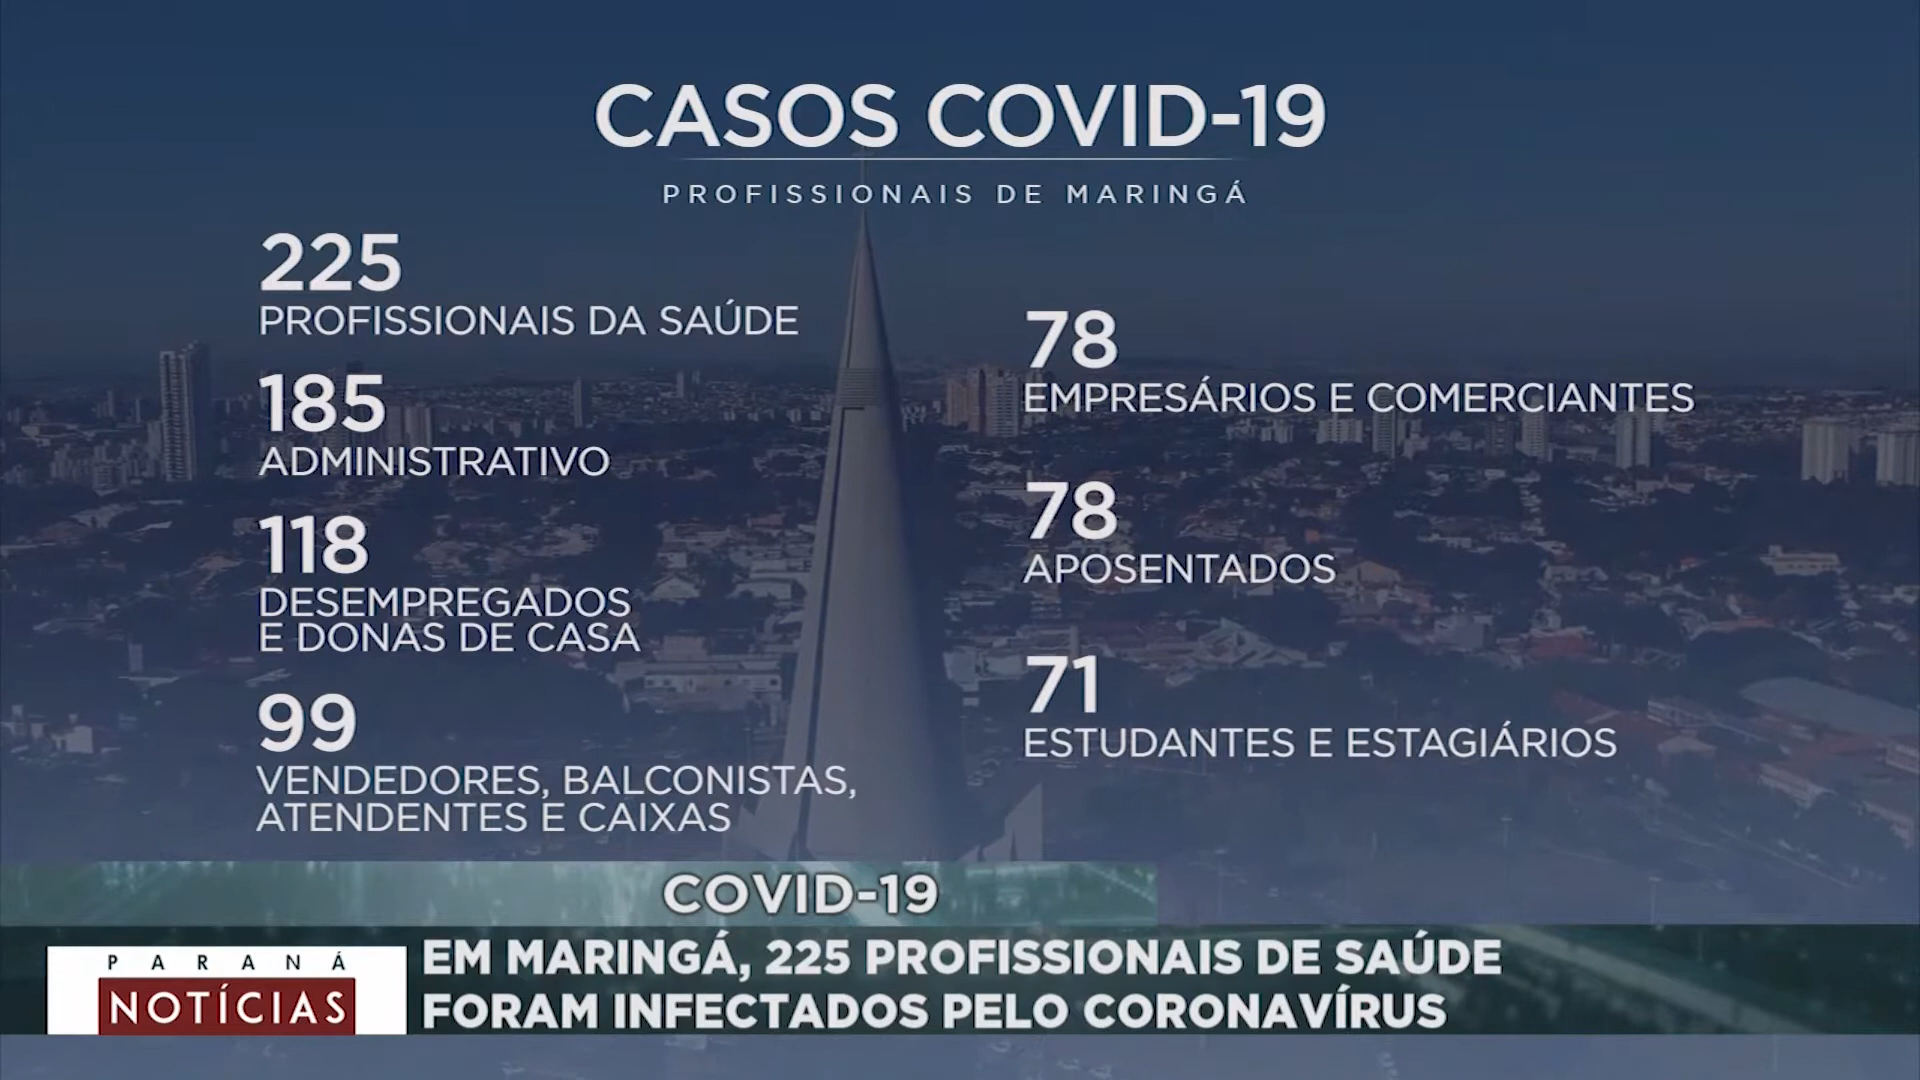 CASOS COVID-19
PROFISSIONAIS DE MARINGÁ
225
PROFISSIONAIS DA SAÚDE
185
ADMINISTRATIVO
118
DESEMPREGADOS
E DONAS DE CASA
99
VENDEDORES, BALCONISTAS,
ATENDENTES E CAIXAS
78
EMPRESÁRIOS E COMERCIANTES
78
APOSENTADOS
71
ESTUDANTES E ESTAGIÁRIOS
COVID-19
PARANÁ
NOTÍCIAS
EM MARINGÁ, 225 PROFISSIONAIS DE SAÚDE
FORAM INFECTADOS PELO CORONAVÍRUS